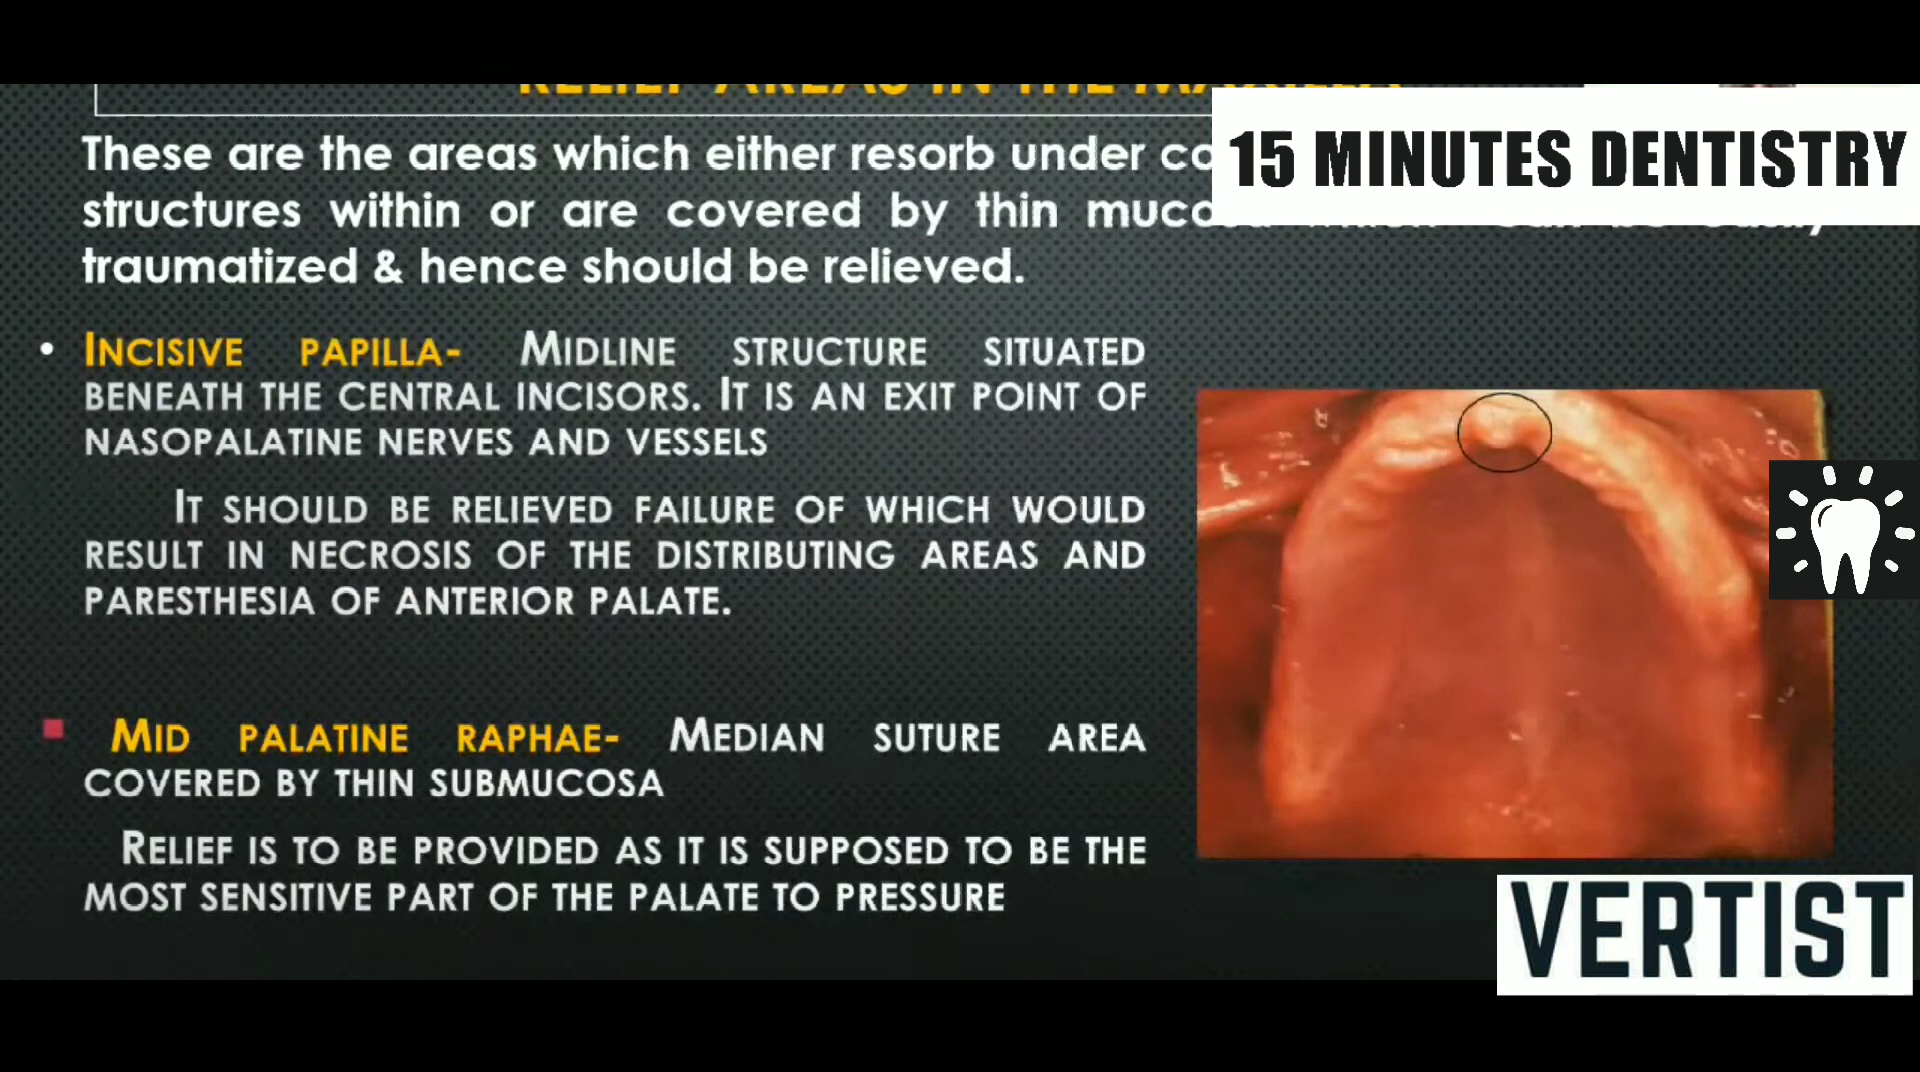 RELIEF AREAS IN THE
15 MINUTES DENTISTRY
These are the areas which either resorb under
structures within or are covered by thin
traumatized & hence should be relieved.
• INCISIVE PAPILLA- MIDLINE STRUCTURE SITUATED
BENEATH THE CENTRAL INCISORS. IT IS AN EXIT POINT OF
NASOPALATINE NERVES AND VESSELS
IT SHOULD BE RELIEVED FAILURE OF WHICH WOULD
RESULT IN NECROSIS OF THE DISTRIBUTING AREAS AND
PARESTHESIA OF ANTERIOR PALATE.
MID PALATINE RAPHAE- MEDIAN SUTURE AREA
COVERED BY THIN SUBMUCOSA
RELIEF IS TO BE PROVIDED AS IT IS SUPPOSED TO BE THE
MOST SENSITIVE PART OF THE PALATE TO PRESSURE
VERTIST